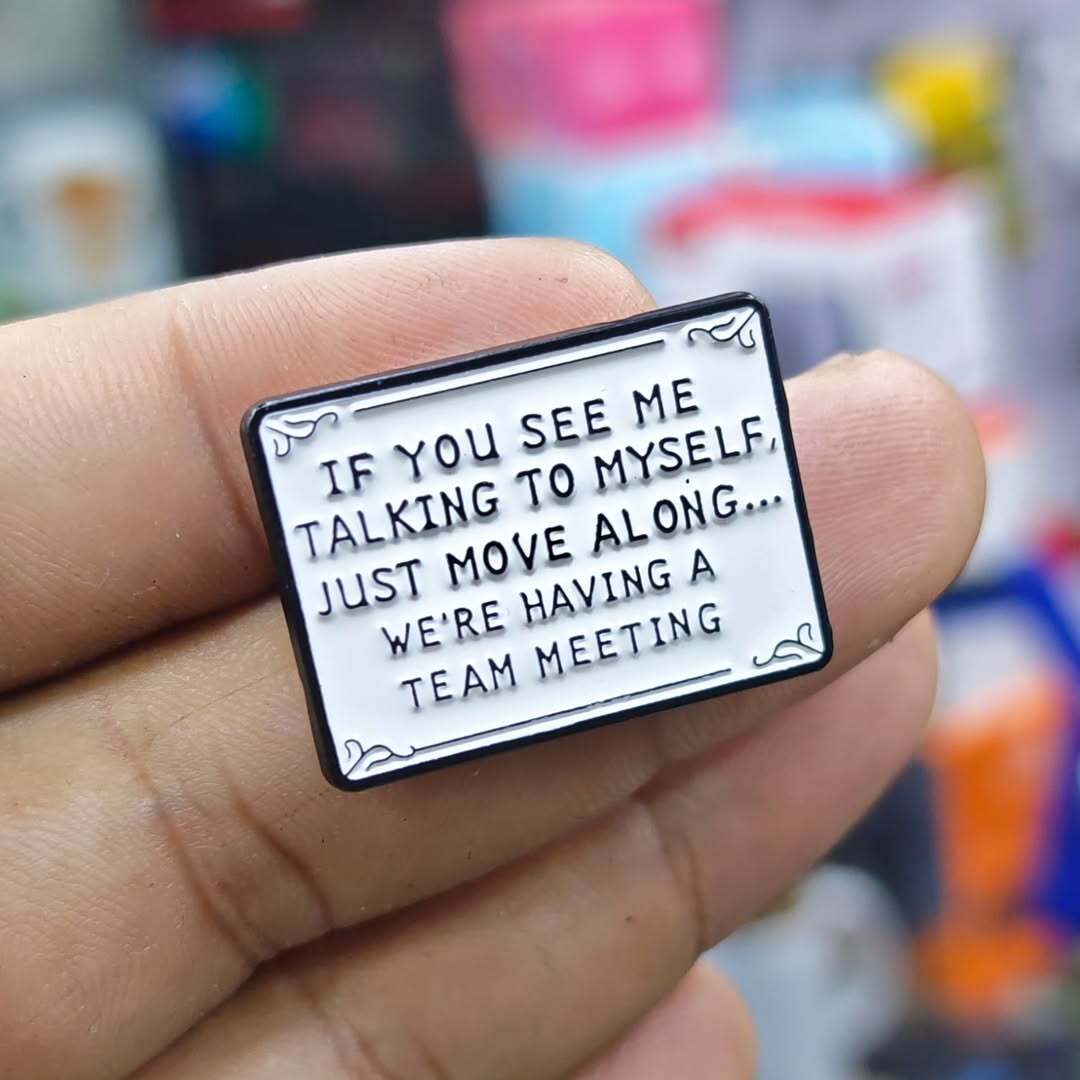 IF YOU SEE ME
TALKING TO MYSELF,
JUST MOVE ALONG...
WE'RE HAVING A
TEAM MEETING